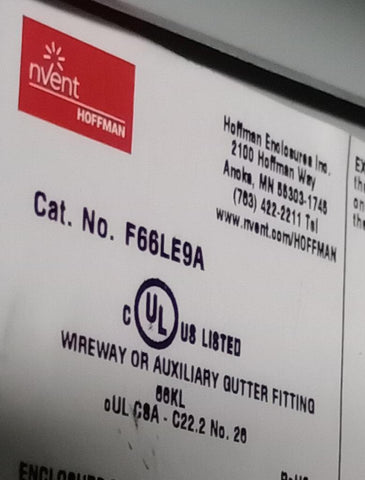 nvent
HOFFMAN
Hoffman Enclosures Inc.
2100 Hoffman Way
Anoka, MN 55303-1745
(763) 422-2211 Tel
www.nvent.com/HOFFMAN
Cat. No. F66LE9A
C UL US LISTED
WIREWAY OR AUXILIARY GUTTER FITTING
66KL
cUL CSA - C22.2 No. 26